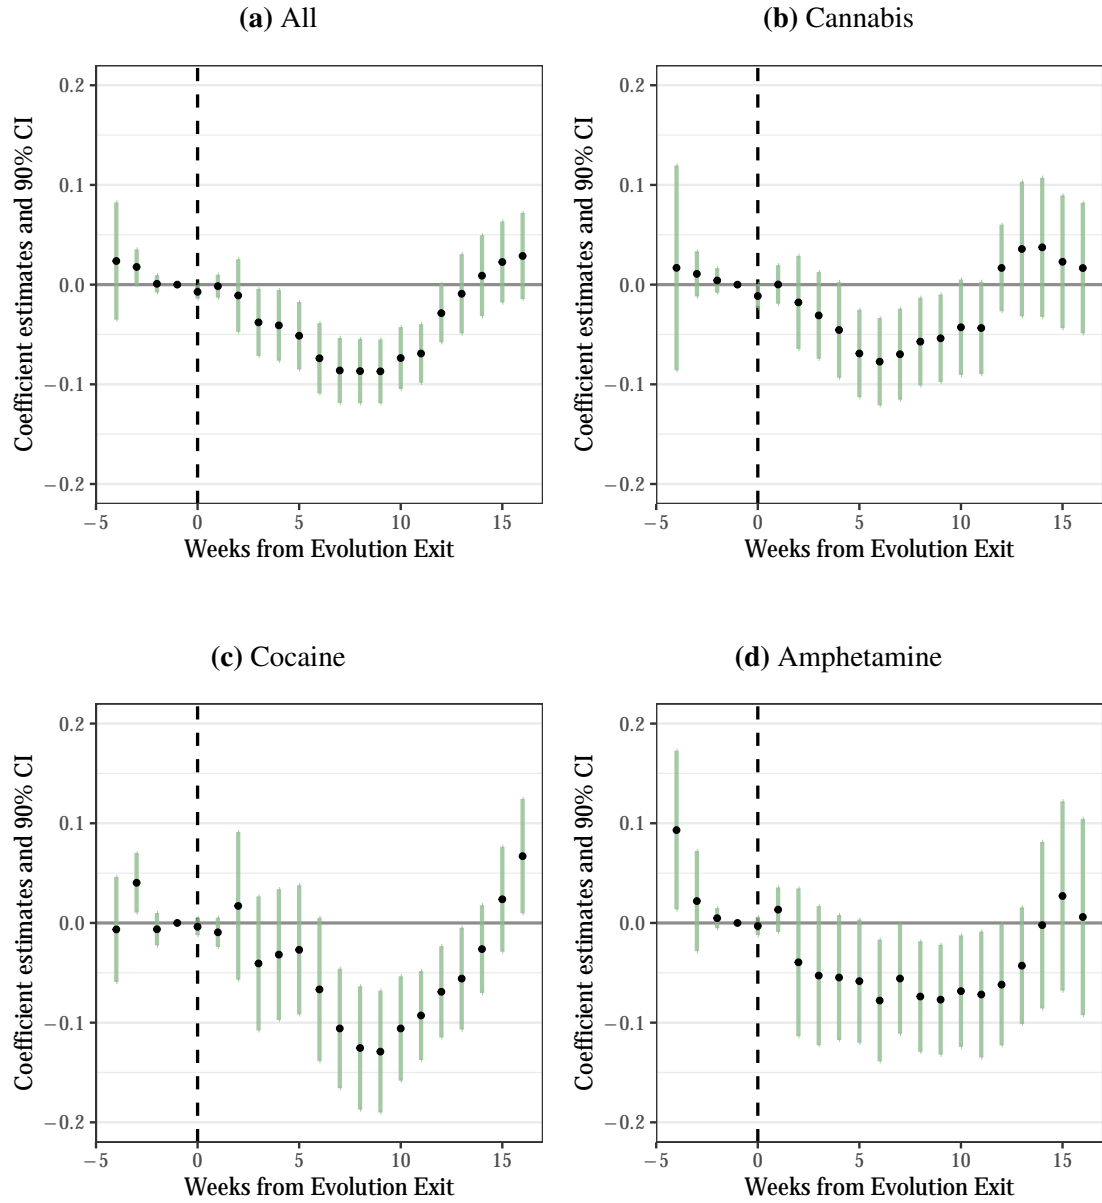 (a) All
(b) Cannabis
Coefficient estimates and 90% CI
0.2
0.1
0.0
−0.1
−0.2
−5 0 5 10 15
Weeks from Evolution Exit
Coefficient estimates and 90% CI
0.2
0.1
0.0
−0.1
−0.2
−5 0 5 10 15
Weeks from Evolution Exit
(c) Cocaine
(d) Amphetamine
Coefficient estimates and 90% CI
0.2
0.1
0.0
−0.1
−0.2
−5 0 5 10 15
Weeks from Evolution Exit
Coefficient estimates and 90% CI
0.2
0.1
0.0
−0.1
−0.2
−5 0 5 10 15
Weeks from Evolution Exit